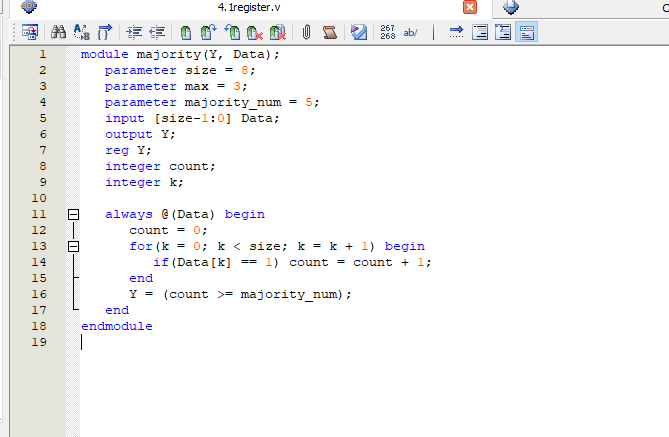 4.1register.v
267
268
ab/
1 module majority(Y, Data);
2 parameter size = 8;
3 parameter max = 3;
4 parameter majority_num = 5;
5 input [size-1:0] Data;
6 output Y;
7 reg Y;
8 integer count;
9 integer k;
10
11 always @(Data) begin
12 count = 0;
13 for(k = 0; k < size; k = k + 1) begin
14 if(Data[k] == 1) count = count + 1;
15 end
16 Y = (count >= majority_num);
17 end
18 endmodule
19